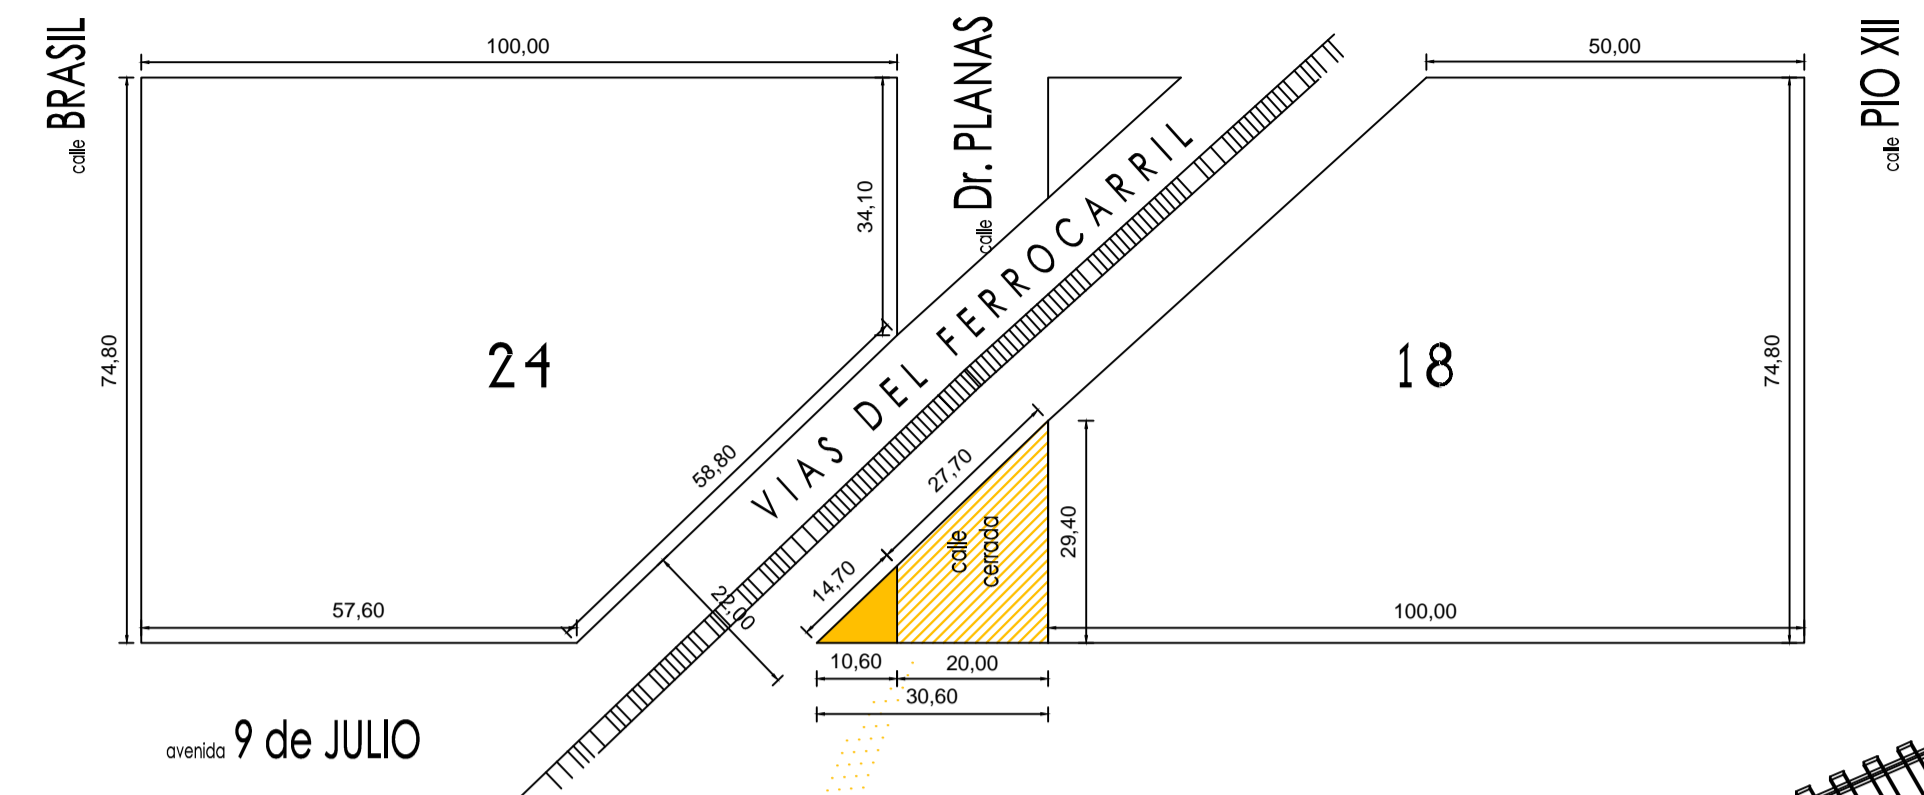 calle BRASIL
100,00
calle Dr. PLANAS
50,00
calle PIO XII
34,10
74,80
24
VIAS DEL FERROCARRIL
18
74,80
58,80
27,70
calle
cerrada
29,40
14,70
22,00
57,60
100,00
10,60
20,00
30,60
avenida 9 de JULIO